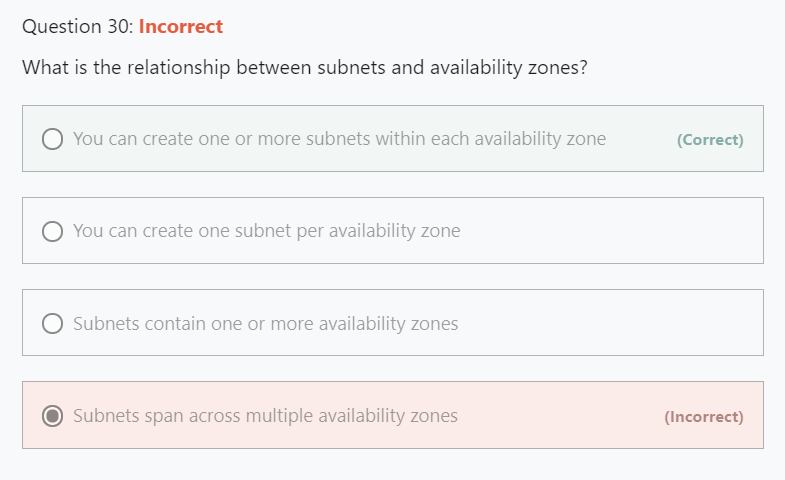 Question 30: Incorrect
What is the relationship between subnets and availability zones?
You can create one or more subnets within each availability zone (Correct)
You can create one subnet per availability zone
Subnets contain one or more availability zones
Subnets span across multiple availability zones (Incorrect)